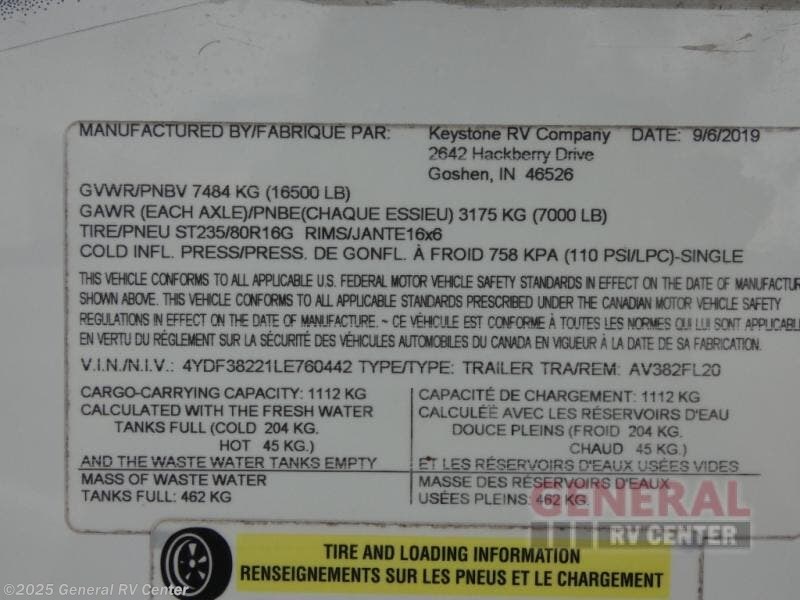 MANUFACTURED BY/FABRIQUE PAR: Keystone RV Company DATE: 9/6/2019
2642 Hackberry Drive
Goshen, IN 46526
GVWR/PNBV 7484 KG (16500 LB)
GAWR (EACH AXLE)/PNBE(CHAQUE ESSIEU) 3175 KG (7000 LB)
TIRE/PNEU ST235/80R16G RIMS/JANTE16x6
COLD INFL. PRESS/PRESS. DE GONFL. À FROID 758 KPA (110 PSI/LPC)-SINGLE
THIS VEHICLE CONFORMS TO ALL APPLICABLE U.S. FEDERAL MOTOR VEHICLE SAFETY STANDARDS IN EFFECT ON THE DATE OF MANUFACTUR
SHOWN ABOVE. THIS VEHICLE CONFORMS TO ALL APPLICABLE STANDARDS PRESCRIBED UNDER THE CANADIAN MOTOR VEHICLE SAFETY
REGULATIONS IN EFFECT ON THE DATE OF MANUFACTURE. ~ CE VÉHICULE EST CONFORME À TOUTES LES NORMES QUI LUI SONT APPLICABL
EN VERTU DU RÉGLEMENT SUR LA SÉCURITÉ DES VÉHICULES AUTOMOBILES DU CANADA EN VIGUEUR À LA DATE DE SA FABRICATION.
V.I.N./N.I.V.: 4YDF38221LE760442 TYPE/TYPE: TRAILER TRA/REM: AV382FL20
CARGO-CARRYING CAPACITY: 1112 KG
CALCULATED WITH THE FRESH WATER
TANKS FULL (COLD 204 KG.
HOT 45 KG.)
AND THE WASTE WATER TANKS EMPTY
MASS OF WASTE WATER
TANKS FULL: 462 KG
CAPACITÉ DE CHARGEMENT: 1112 KG
CALCULÉE AVEC LES RÉSERVOIRS D'EAU
DOUCE PLEINS (FROID 204 KG.
CHAUD 45 KG.)
ET LES RÉSERVOIRS D'EAUX USÉES VIDES
MASSE DES RÉSERVOIRS D'EAUX
USÉES PLEINS: 462 KG.
GENERAL
RV CENTER
TIRE AND LOADING INFORMATION
RENSEIGNEMENTS SUR LES PNEUS ET LE CHARGEMENT
©2025 General RV Center